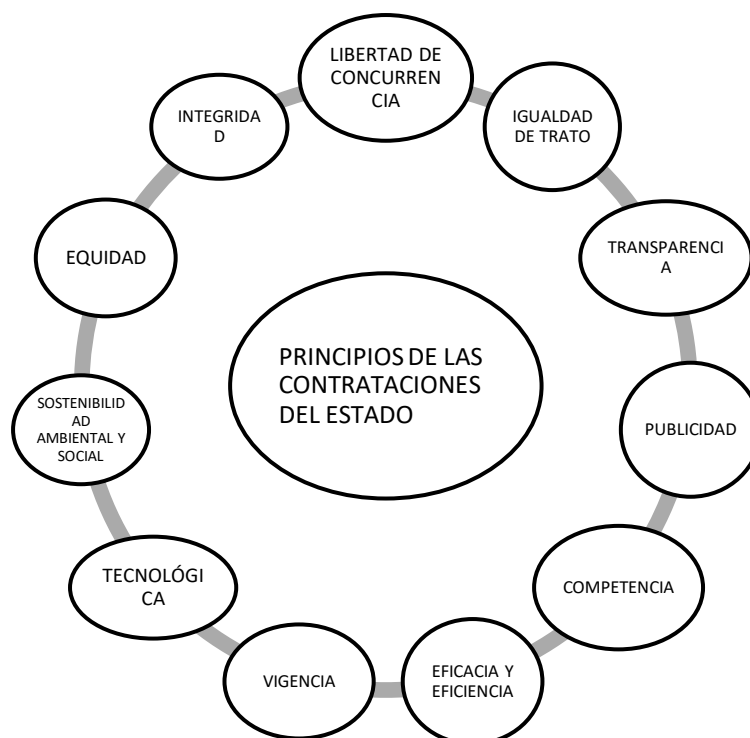 LIBERTAD DE
CONCURREN
CIA
IGUALDAD
DE TRATO
TRANSPARENCI
A
PUBLICIDAD
COMPETENCIA
EFICACIA Y
EFICIENCIA
VIGENCIA
TECNOLÓGI
CA
SOSTENIBILID
AD
AMBIENTAL Y
SOCIAL
EQUIDAD
INTEGRIDA
D
PRINCIPIOS DE LAS
CONTRATACIONES
DEL ESTADO